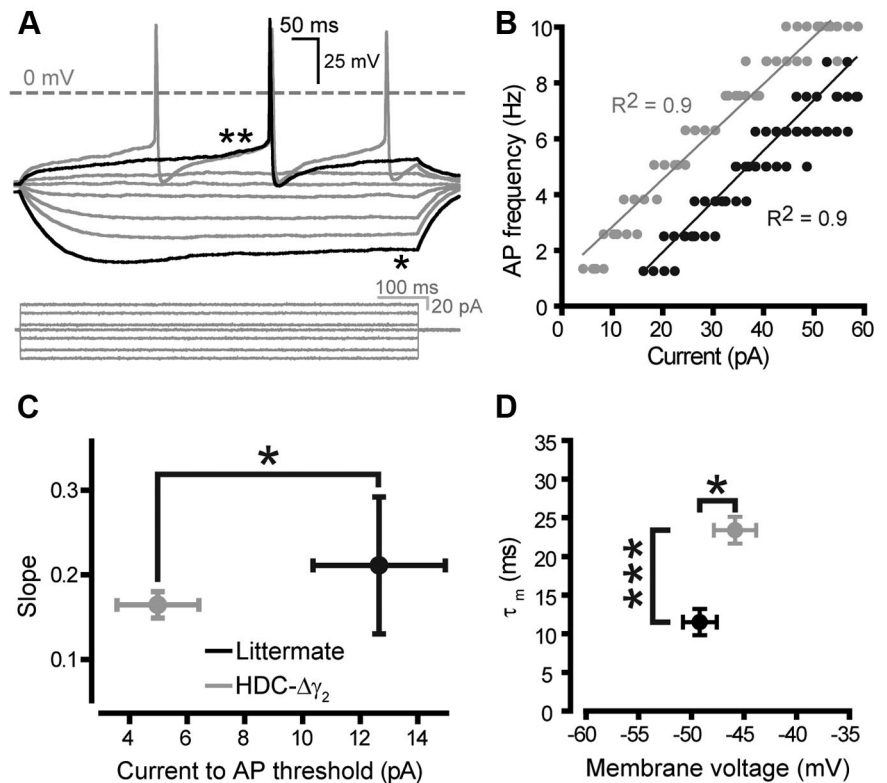 A
50 ms
25 mV
0 mV
**
*
100 ms
20 pA
B
AP frequency (Hz)
10
8
6
4
2
0
R² = 0.9
R² = 0.9
0 10 20 30 40 50 60
Current (pA)
C
*
Slope
0.3
0.2
0.1
Littermate
HDC-Δγ₂
4 6 8 10 12 14
Current to AP threshold (pA)
D
τ m (ms)
35
30
25
20
15
10
5
0
*
***
-60 -55 -50 -45 -40 -35
Membrane voltage (mV)